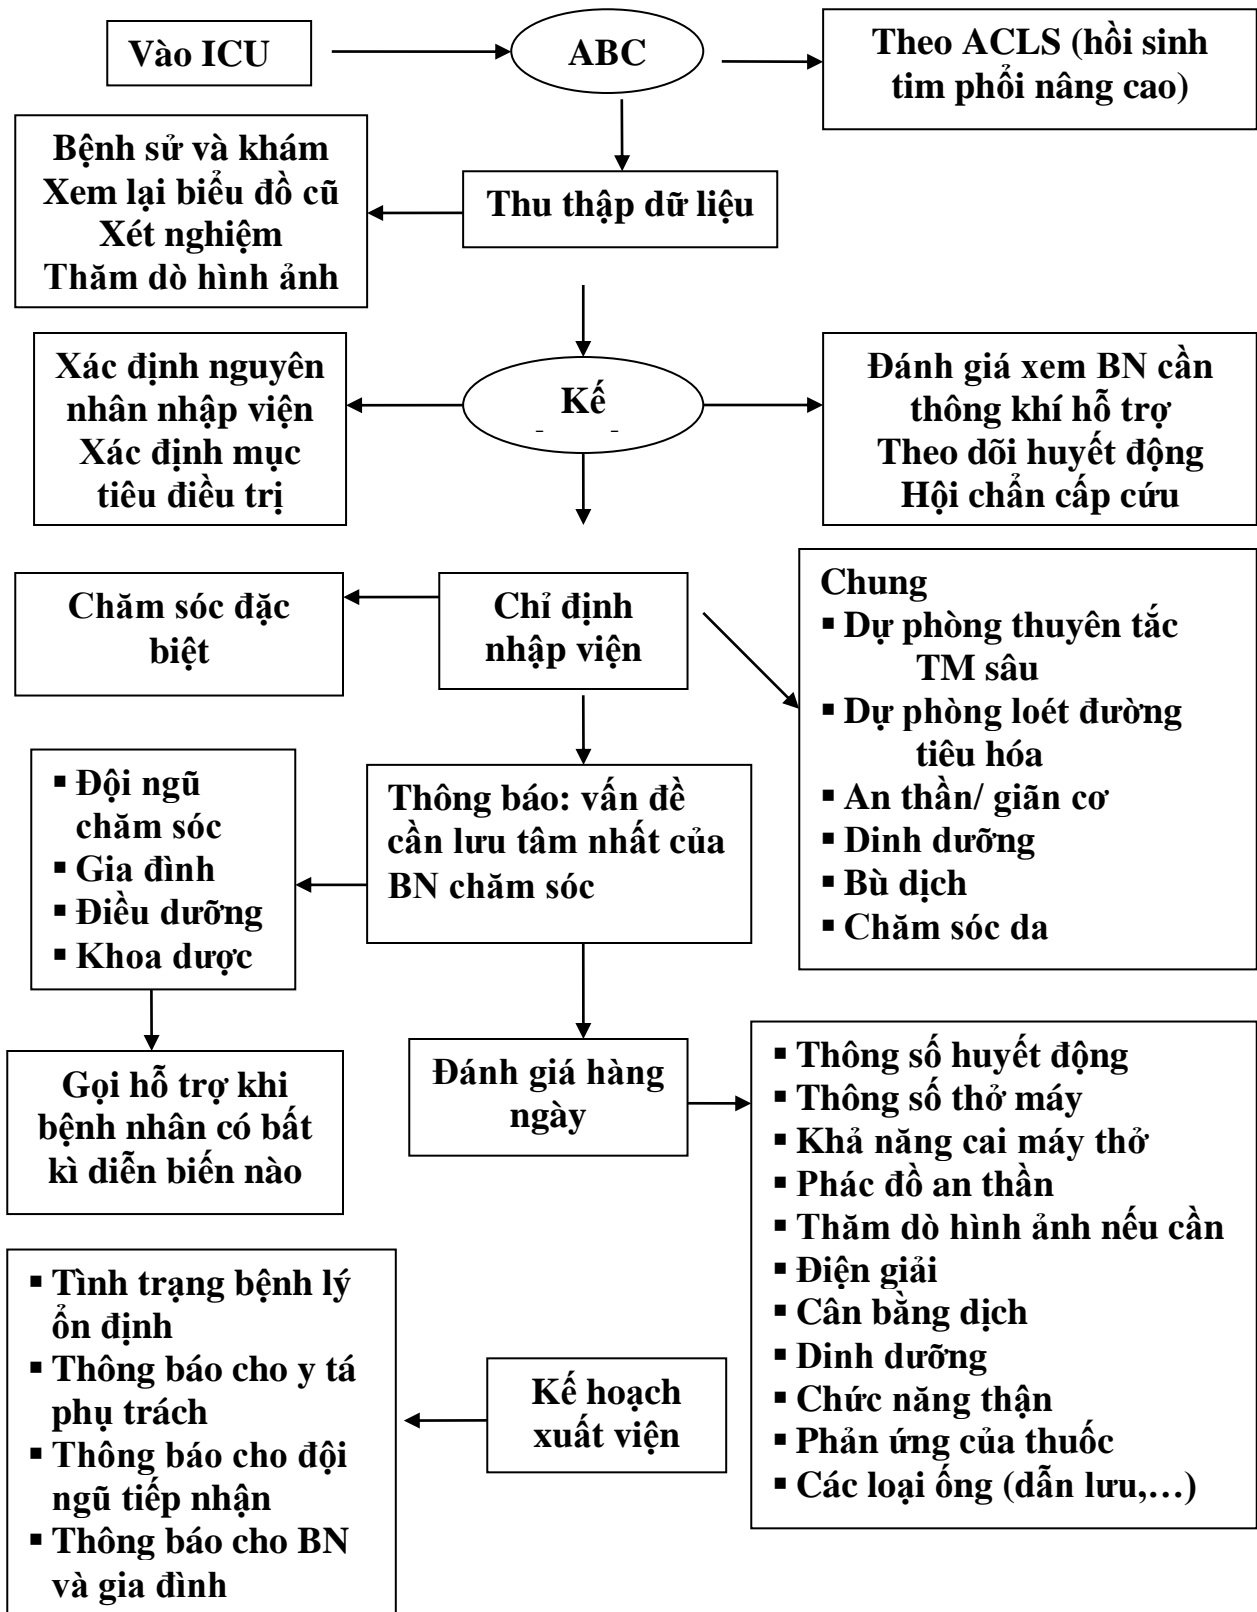 Vào ICU
ABC
Theo ACLS (hồi sinh
tim phổi nâng cao)
Bệnh sử và khám
Xem lại biểu đồ cũ
Xét nghiệm
Thăm dò hình ảnh
Thu thập dữ liệu
Xác định nguyên
nhân nhập viện
Xác định mục
tiêu điều trị
Kế
Đánh giá xem BN cần
thông khí hỗ trợ
Theo dõi huyết động
Hội chẩn cấp cứu
Chăm sóc đặc
biệt
Chỉ định
nhập viện
Chung
▪ Dự phòng thuyên tắc
TM sâu
▪ Dự phòng loét đường
tiêu hóa
▪ An thần/ giãn cơ
▪ Dinh dưỡng
▪ Bù dịch
▪ Chăm sóc da
▪ Đội ngũ
chăm sóc
▪ Gia đình
▪ Điều dưỡng
▪ Khoa dược
Thông báo: vấn đề
cần lưu tâm nhất của
BN chăm sóc
Gọi hỗ trợ khi
bệnh nhân có bất
kì diễn biến nào
Đánh giá hàng
ngày
▪ Thông số huyết động
▪ Thông số thở máy
▪ Khả năng cai máy thở
▪ Phác đồ an thần
▪ Thăm dò hình ảnh nếu cần
▪ Điện giải
▪ Cân bằng dịch
▪ Dinh dưỡng
▪ Chức năng thận
▪ Phản ứng của thuốc
▪ Các loại ống (dẫn lưu,…)
▪ Tình trạng bệnh lý
ổn định
▪ Thông báo cho y tá
phụ trách
▪ Thông báo cho đội
ngũ tiếp nhận
▪ Thông báo cho BN
và gia đình
Kế hoạch
xuất viện